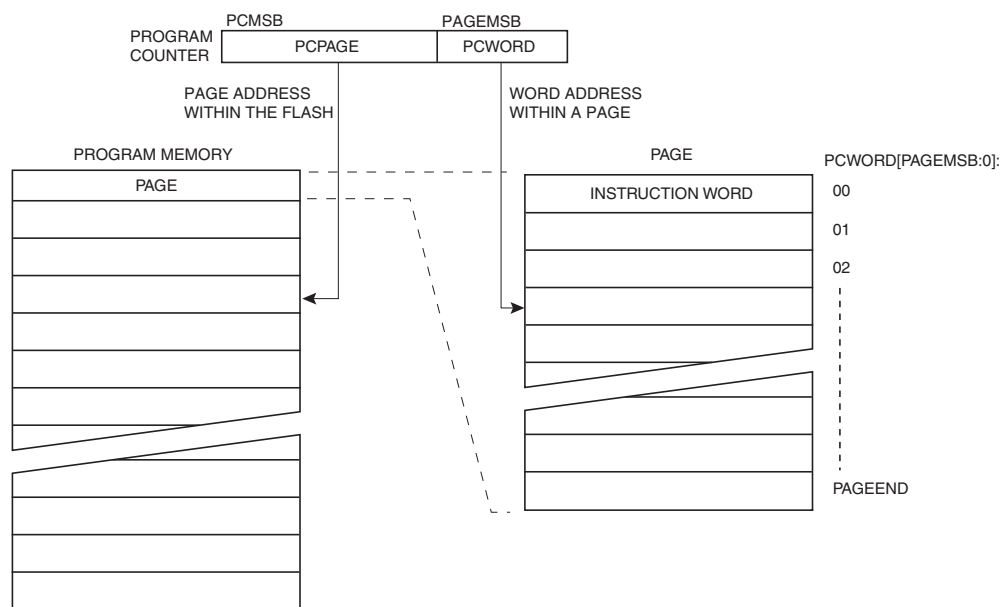 PCMSB PAGEMSB
PROGRAM
COUNTER
PCPAGE PCWORD
PAGE ADDRESS
WITHIN THE FLASH
WORD ADDRESS
WITHIN A PAGE
PROGRAM MEMORY
PAGE
PAGE
PCWORD[PAGEMSB:0]:
INSTRUCTION WORD
00
01
02
PAGEEND